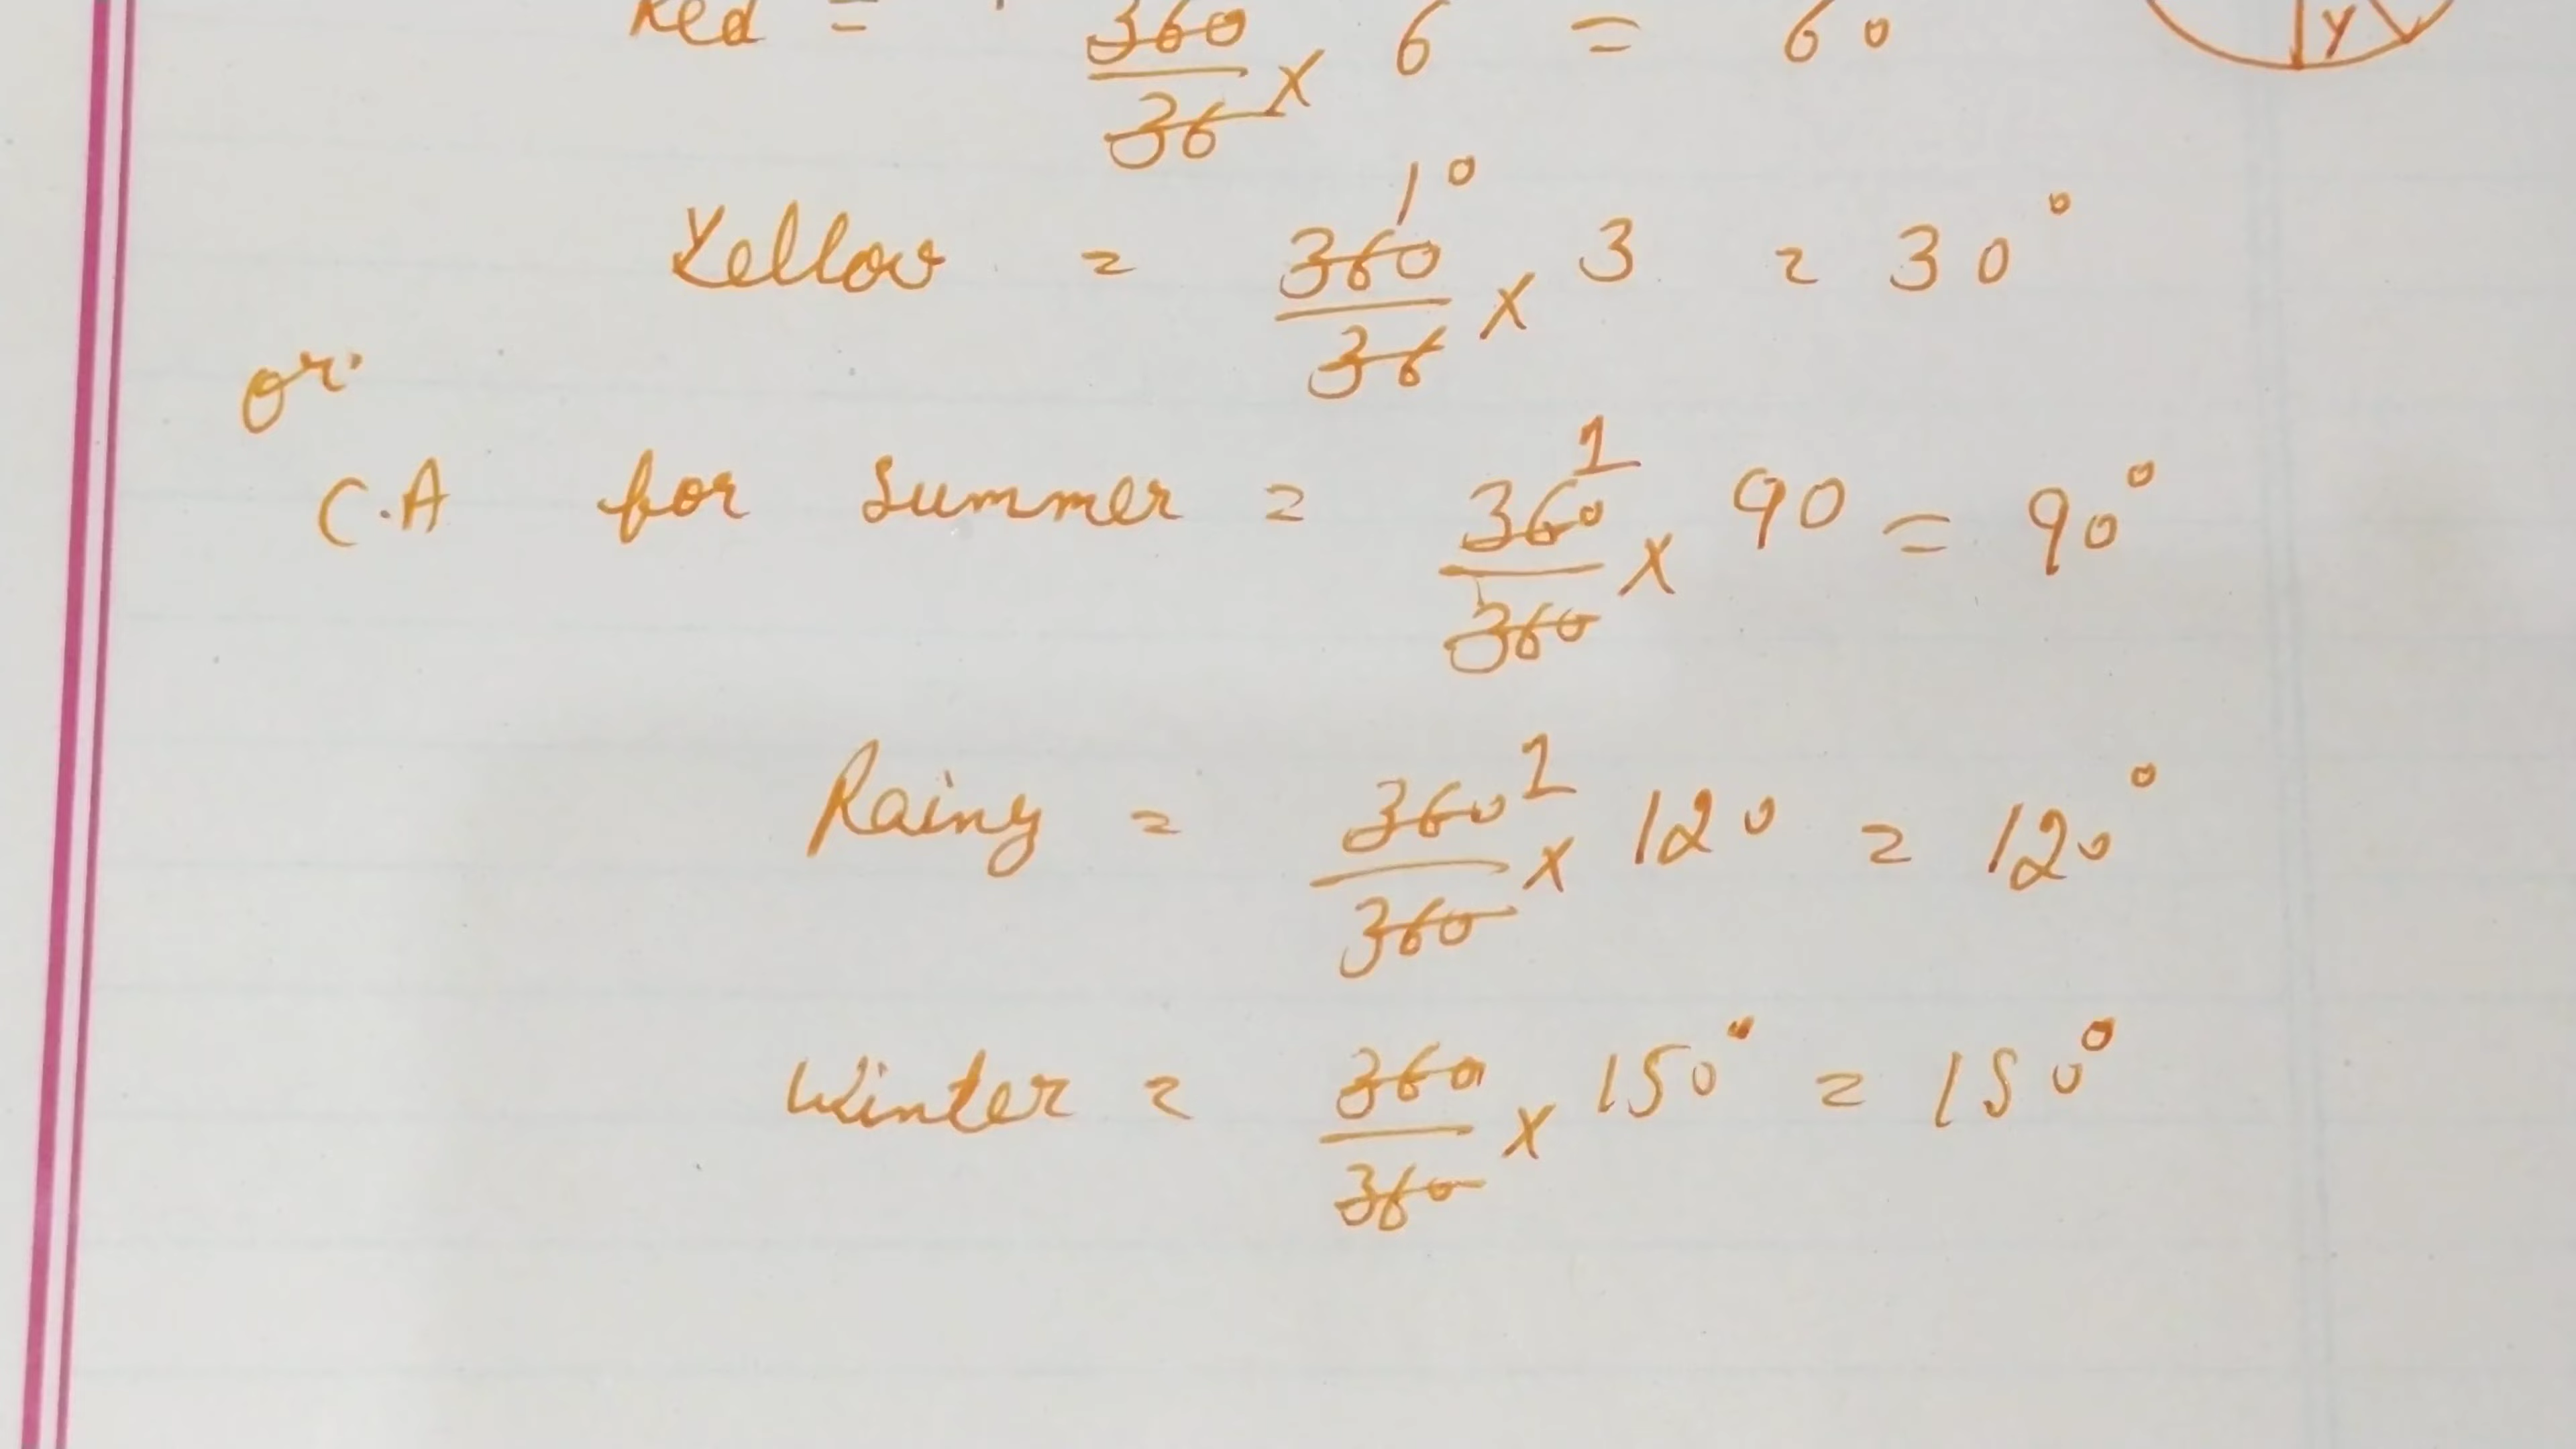 Red = 360/36 × 6 = 60
Yellow = 360/36 × 3 = 30° 10
or
C.A for Summer = 360/360 × 90 = 90° 1
Rainy = 360/360 × 120 = 120° 1
Winter = 360/360 × 150° = 150°
Y